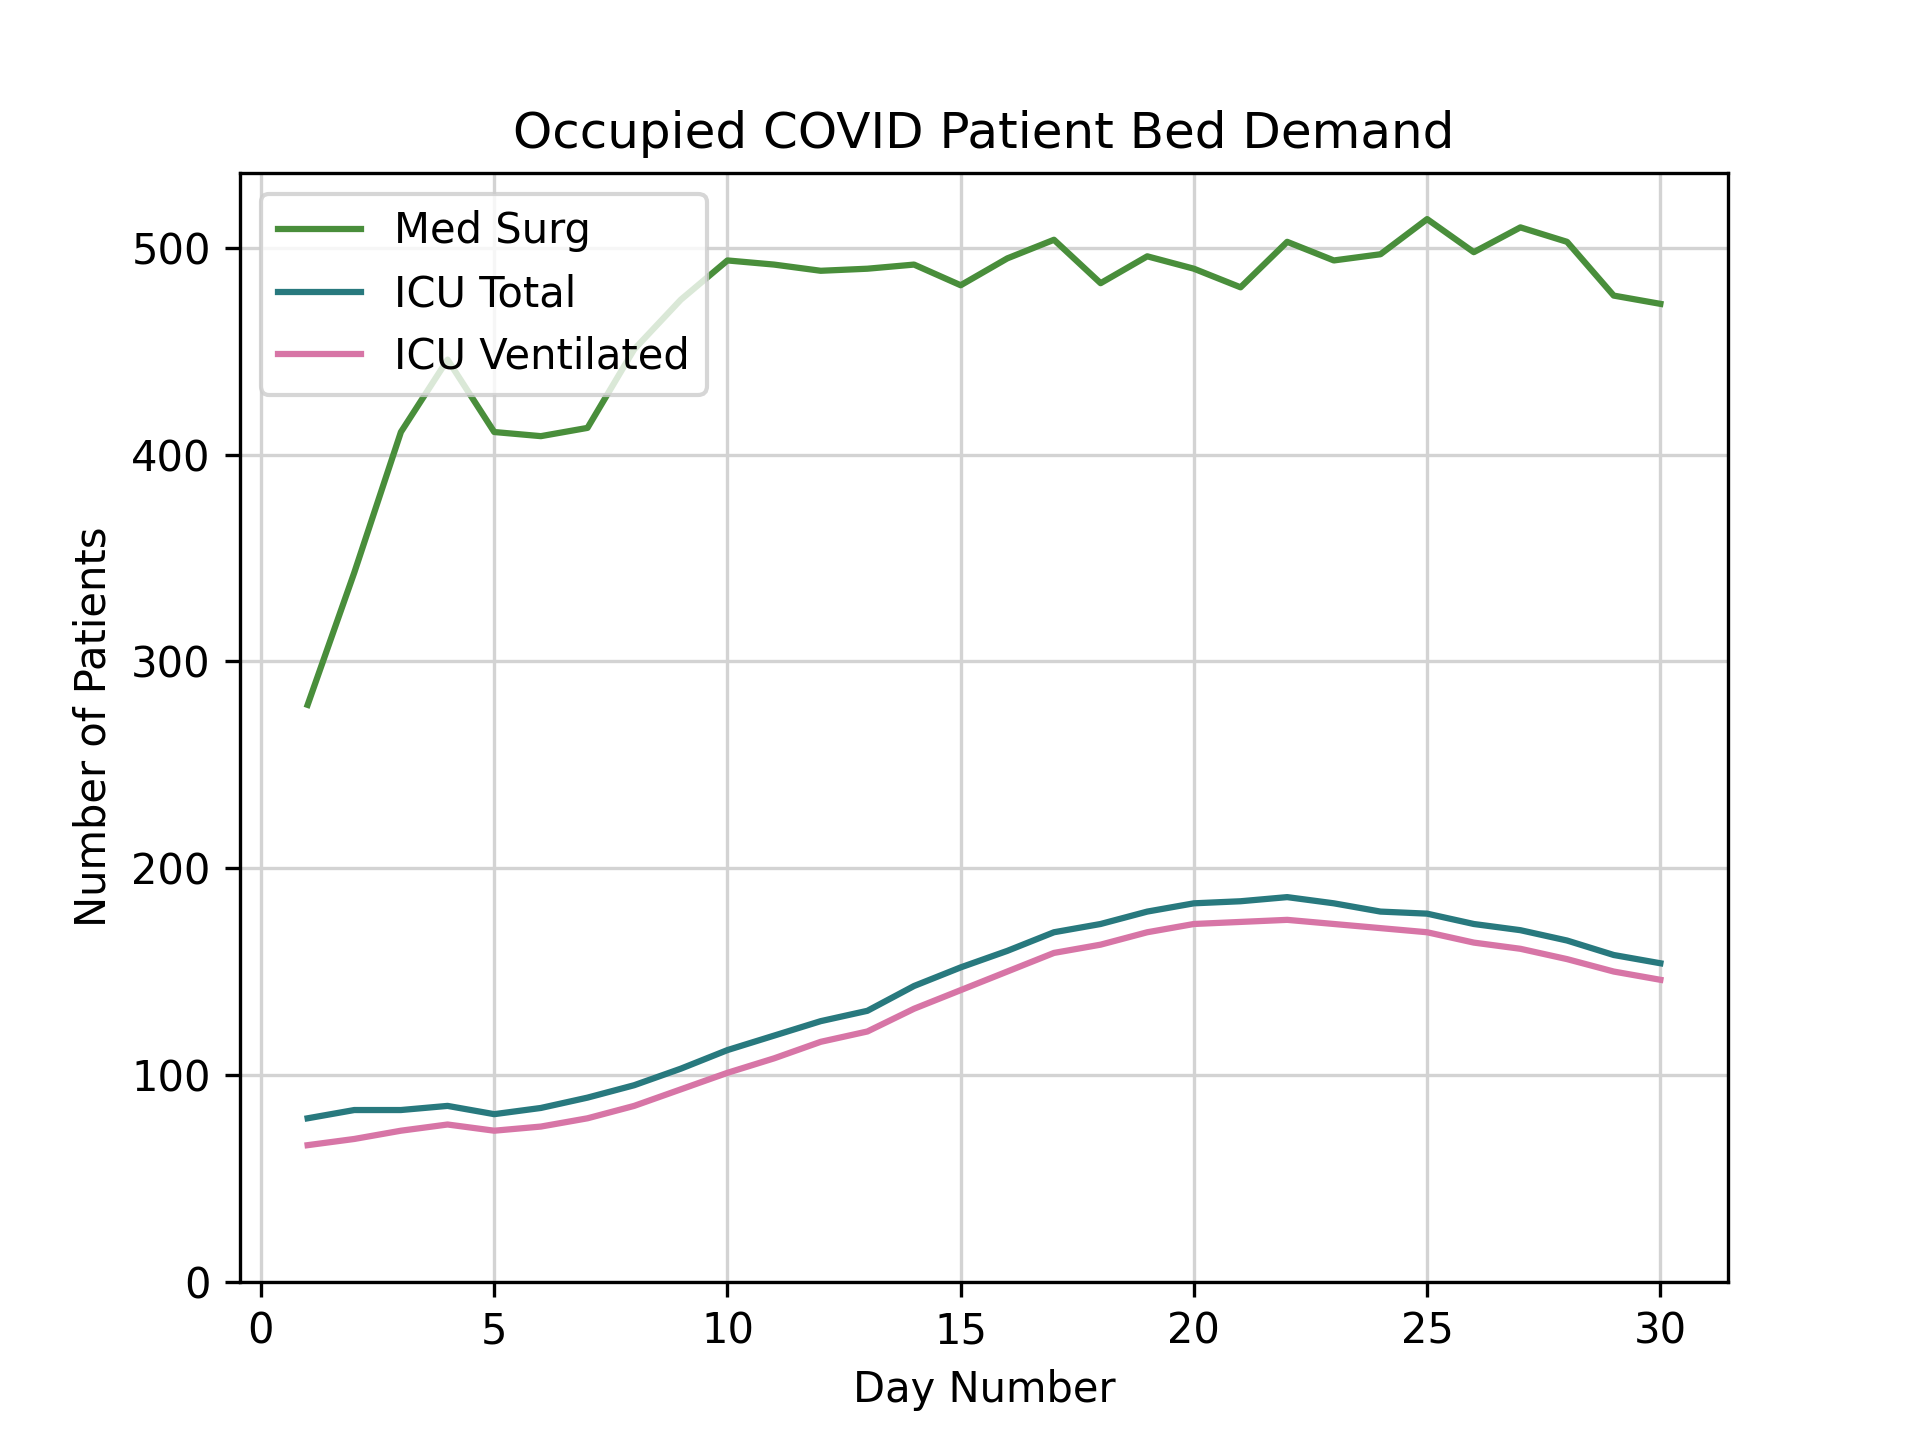 Occupied COVID Patient Bed Demand
Med Surg
ICU Total
ICU Ventilated
500
400
300
200
100
0
Number of Patients
0 5 10 15 20 25 30
Day Number